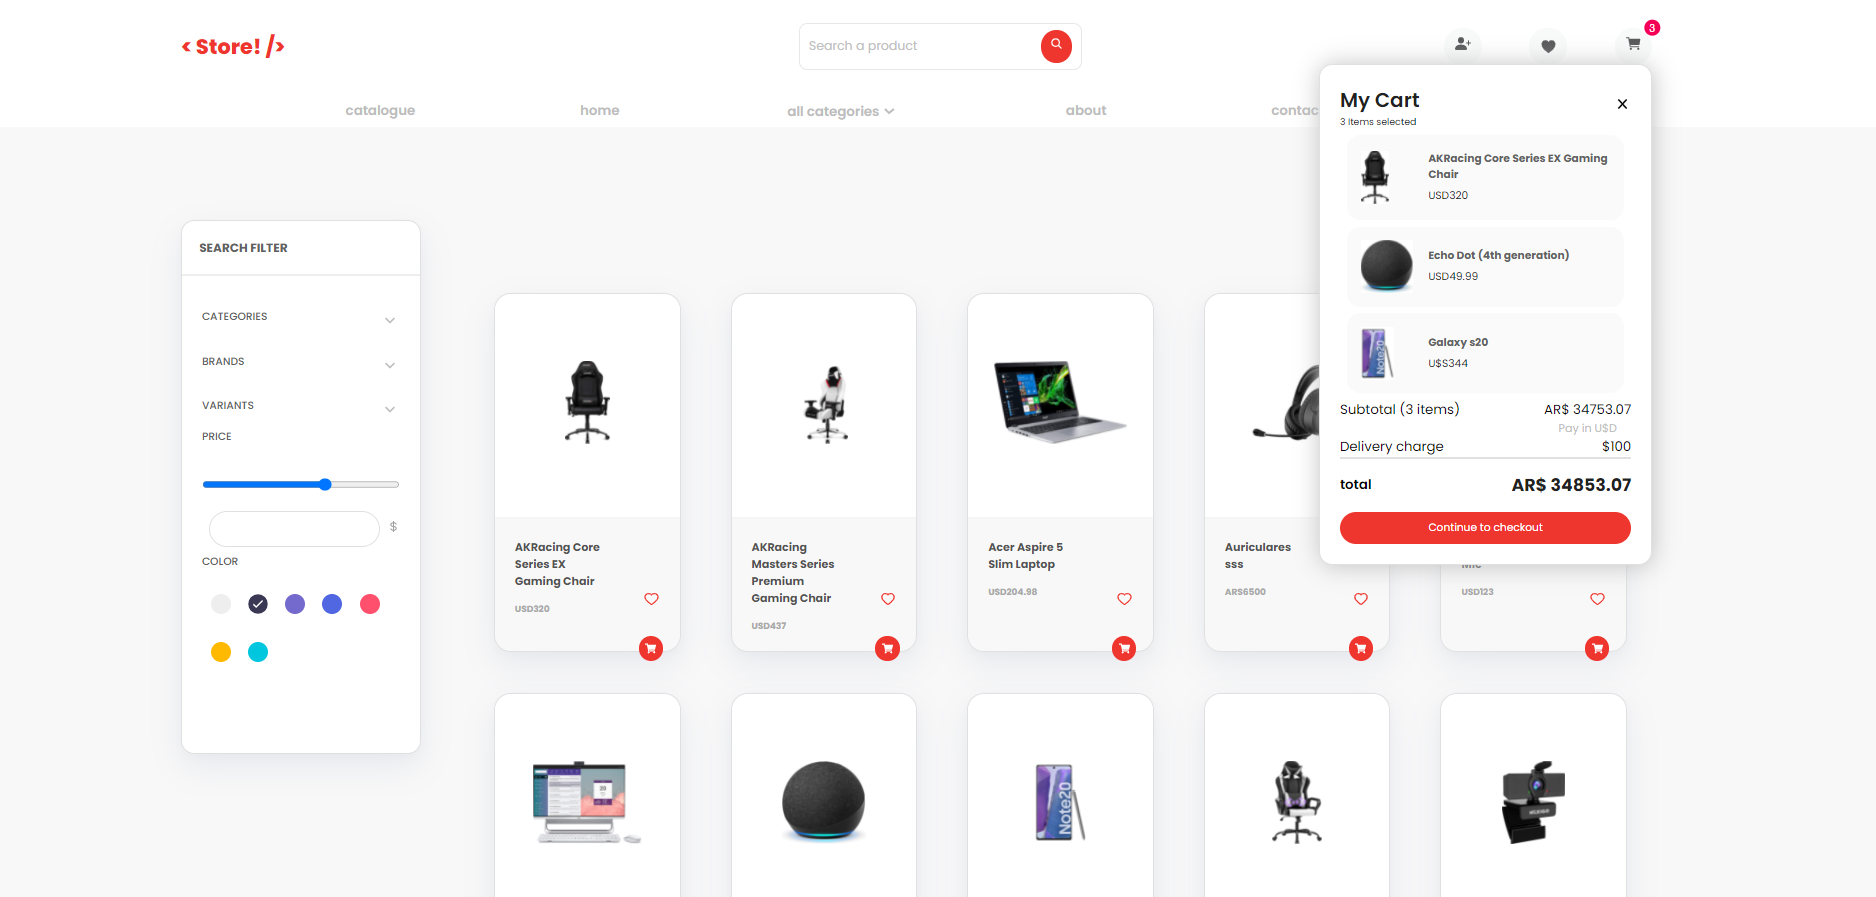 < Store! />
Search a product
3
catalogue
home
all categories
about
contac
My Cart
3 Items selected
AKRacing Core Series EX Gaming
Chair
USD320
Echo Dot (4th generation)
USD49.99
Galaxy s20
U$S344
Subtotal (3 items)
AR$ 34753.07
Pay in U$D
Delivery charge
$100
total
AR$ 34853.07
Continue to checkout
SEARCH FILTER
CATEGORIES
BRANDS
VARIANTS
PRICE
$
COLOR
AKRacing Core
Series EX
Gaming Chair
USD320
AKRacing
Masters Series
Premium
Gaming Chair
USD437
Acer Aspire 5
Slim Laptop
USD204.98
Auriculares
sss
ARS6500
Mic
USD123
20
Note20
Note20